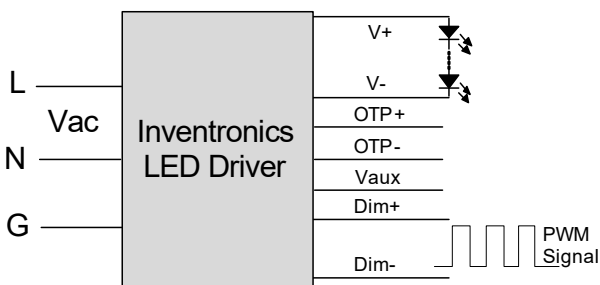 L
Vac
N
G
Inventronics
LED Driver
V+
V-
OTP+
OTP-
Vaux
Dim+
Dim-
PWM
Signal